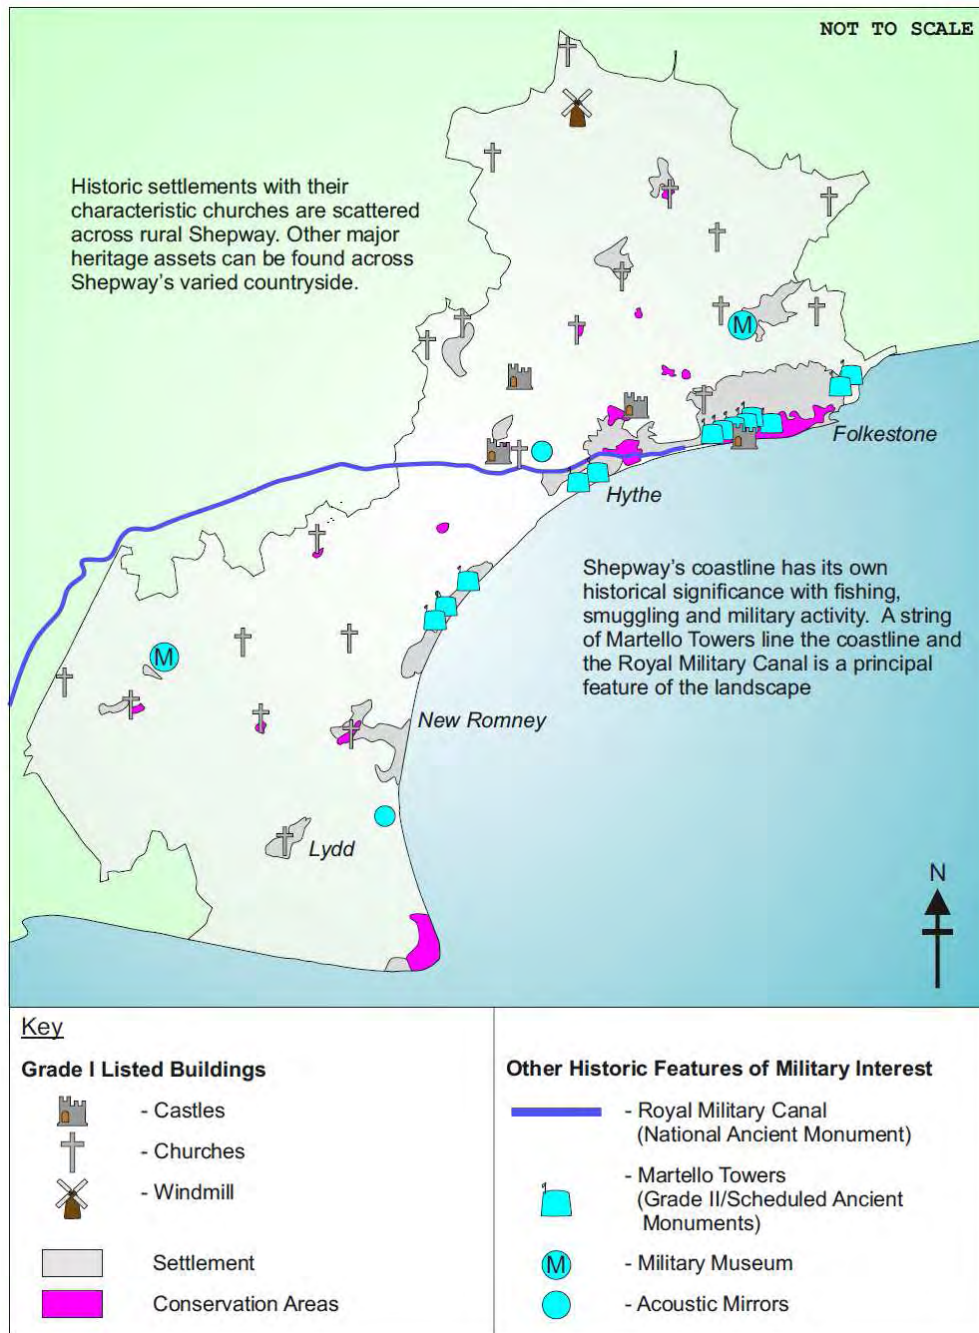 NOT TO SCALE
Historic settlements with their
characteristic churches are scattered
across rural Shepway. Other major
heritage assets can be found across
Shepway's varied countryside.
M
Folkestone
Hythe
Shepway's coastline has its own
historical significance with fishing,
smuggling and military activity. A string
of Martello Towers line the coastline and
the Royal Military Canal is a principal
feature of the landscape
M
New Romney
Lydd
N
Key
Grade I Listed Buildings
- Castles
- Churches
- Windmill
Settlement
Conservation Areas
Other Historic Features of Military Interest
- Royal Military Canal
(National Ancient Monument)
- Martello Towers
(Grade II/Scheduled Ancient
Monuments)
M - Military Museum
- Acoustic Mirrors